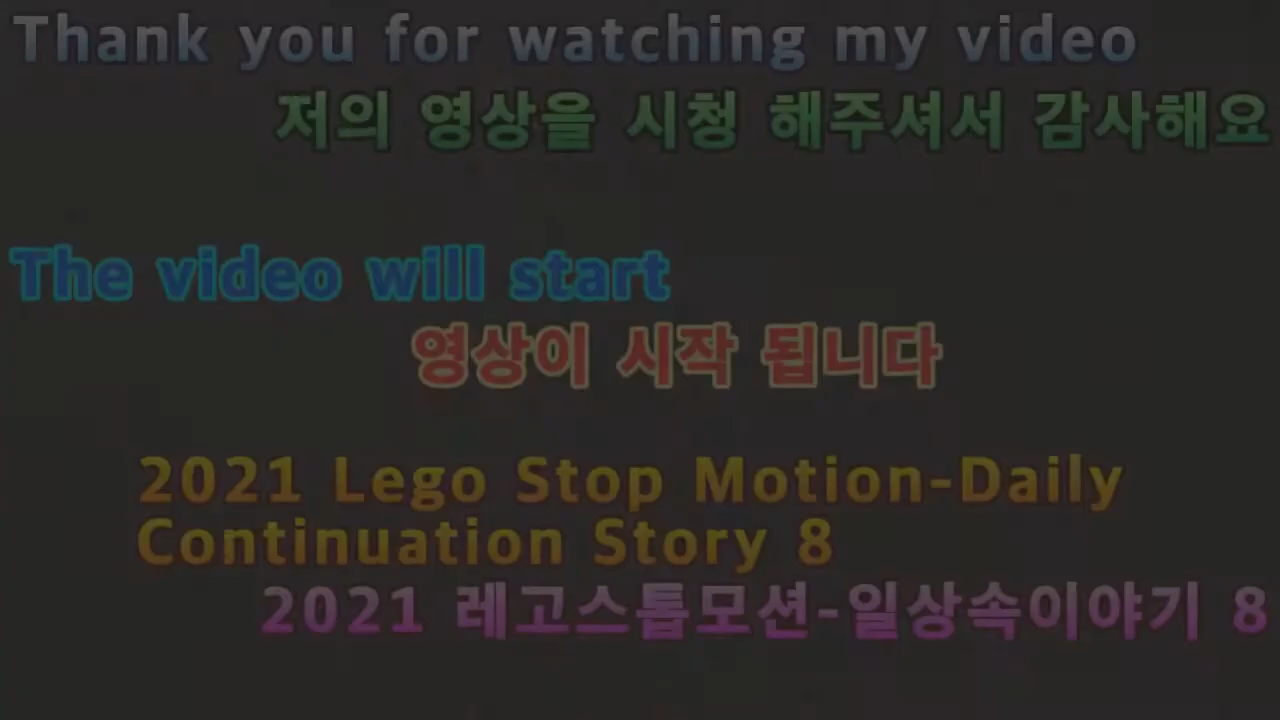 Thank you for watching my video
저의 영상을 시청 해주셔서 감사해요
The video will start
영상이 시작 됩니다
2021 Lego Stop Motion-Daily
Continuation Story 8
2021 레고스톱모션-일상속이야기 8